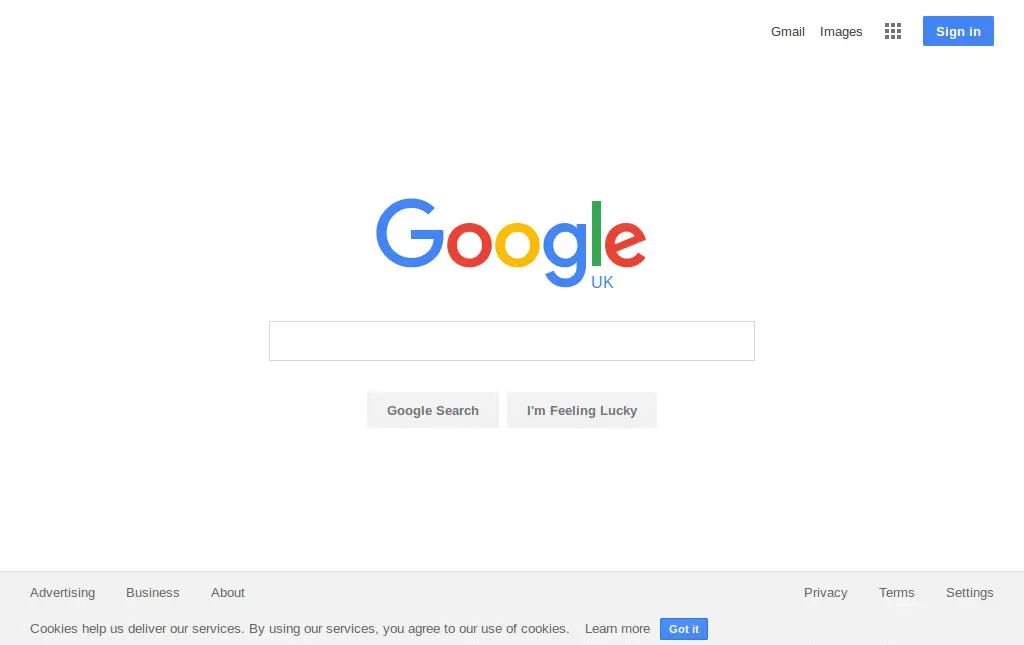 Gmail Images Sign in
Google
UK
Google Search I'm Feeling Lucky
Advertising Business About Privacy Terms Settings
Cookies help us deliver our services. By using our services, you agree to our use of cookies. Learn more Got it